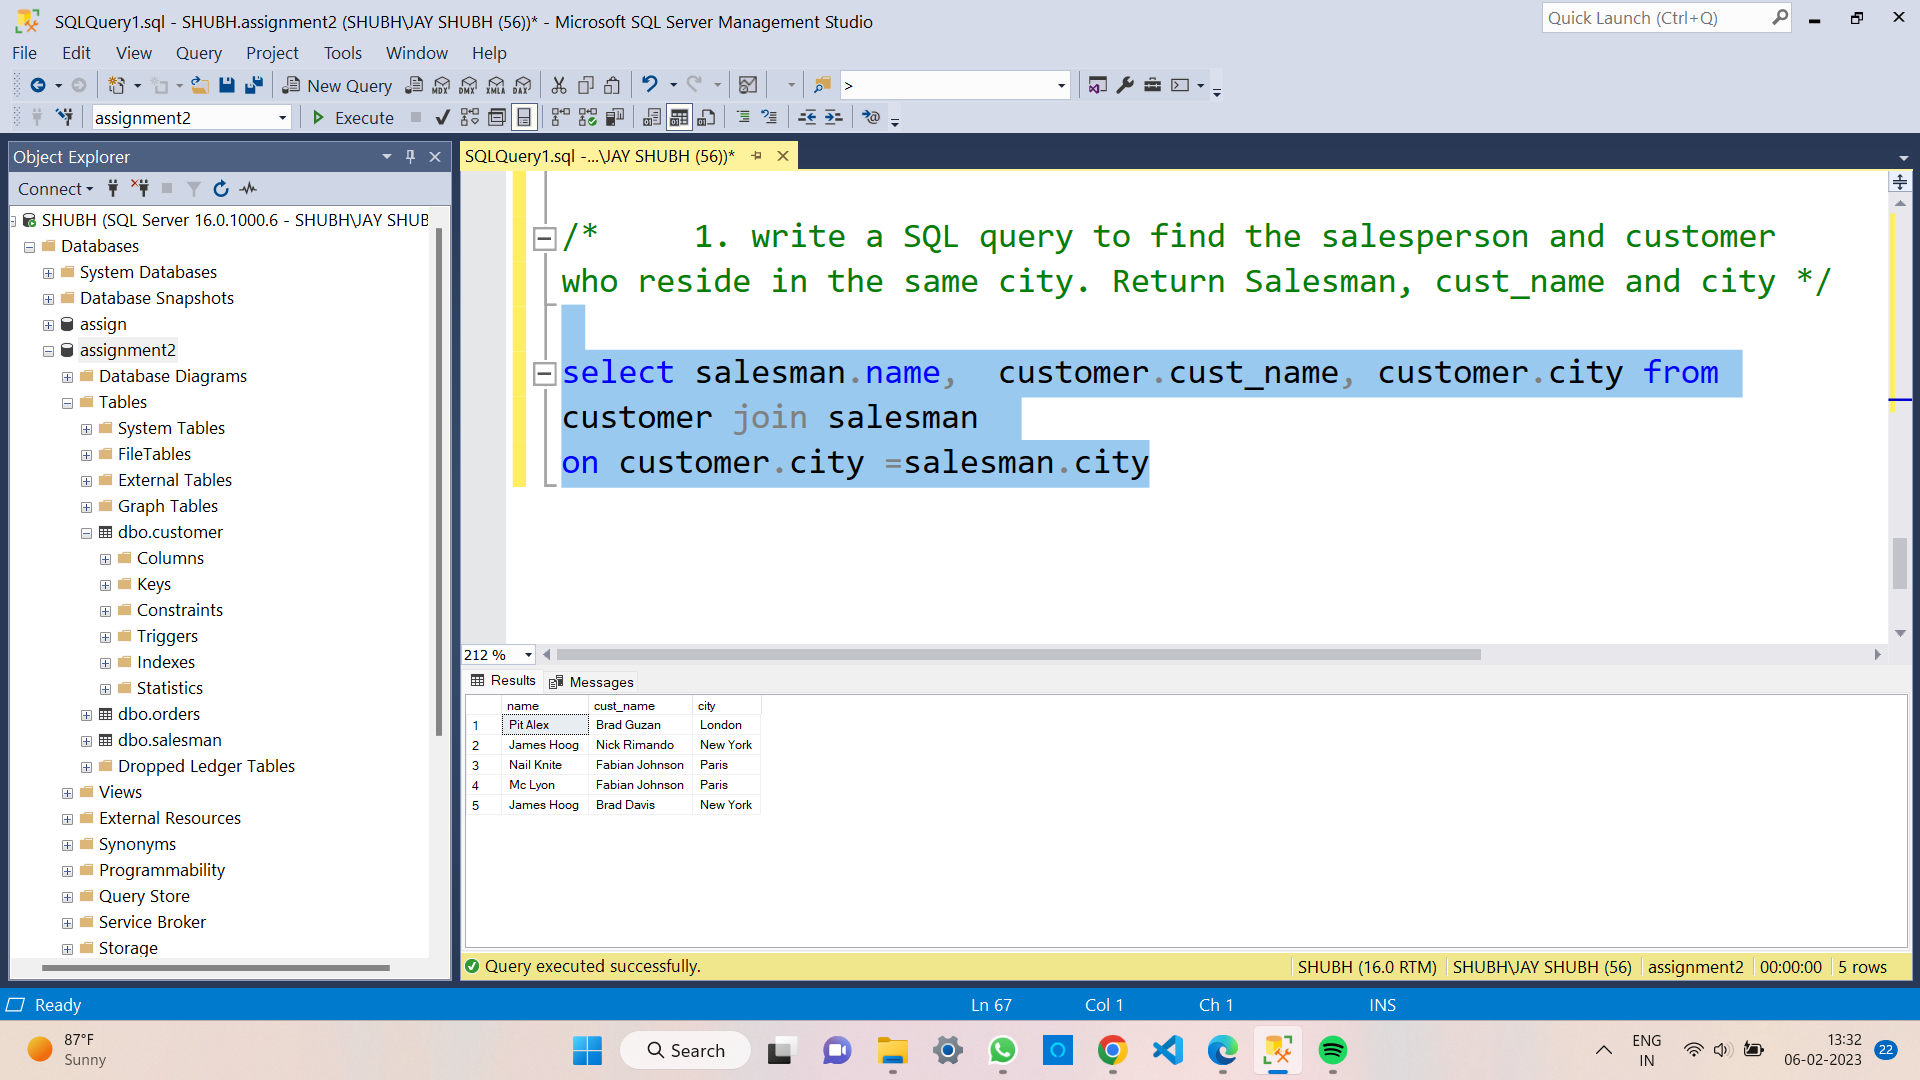 SQLQuery1.sql - SHUBH.assignment2 (SHUBH\JAY SHUBH (56))* - Microsoft SQL Server Management Studio
Quick Launch (Ctrl+Q)
File Edit View Query Project Tools Window Help
New Query MDX DMX XMLA DAX >
assignment2 Execute
Object Explorer
Connect
SHUBH (SQL Server 16.0.1000.6 - SHUBH\JAY SHUB
Databases
System Databases
Database Snapshots
assign
assignment2
Database Diagrams
Tables
System Tables
FileTables
External Tables
Graph Tables
dbo.customer
Columns
Keys
Constraints
Triggers
Indexes
Statistics
dbo.orders
dbo.salesman
Dropped Ledger Tables
Views
External Resources
Synonyms
Programmability
Query Store
Service Broker
Storage
SQLQuery1.sql -...\JAY SHUBH (56))*
/* 1. write a SQL query to find the salesperson and customer
who reside in the same city. Return Salesman, cust_name and city */
select salesman.name, customer.cust_name, customer.city from
customer join salesman
on customer.city =salesman.city
212 %
Results Messages
name cust_name city
1 Pit Alex Brad Guzan London
2 James Hoog Nick Rimando New York
3 Nail Knite Fabian Johnson Paris
4 Mc Lyon Fabian Johnson Paris
5 James Hoog Brad Davis New York
Query executed successfully. SHUBH (16.0 RTM) SHUBH\JAY SHUBH (56) assignment2 00:00:00 5 rows
Ready Ln 67 Col 1 Ch 1 INS
87°F
Sunny
Search
ENG
IN
13:32
06-02-2023
22